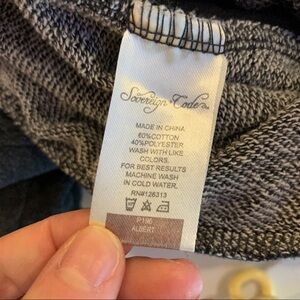 Sovereign Code
MADE IN CHINA
60%COTTON
40%POLYESTER
WASH WITH LIKE
COLORS.
FOR BEST RESULTS
MACHINE WASH
IN COLD WATER.
RN#126313
P196
ALBERT